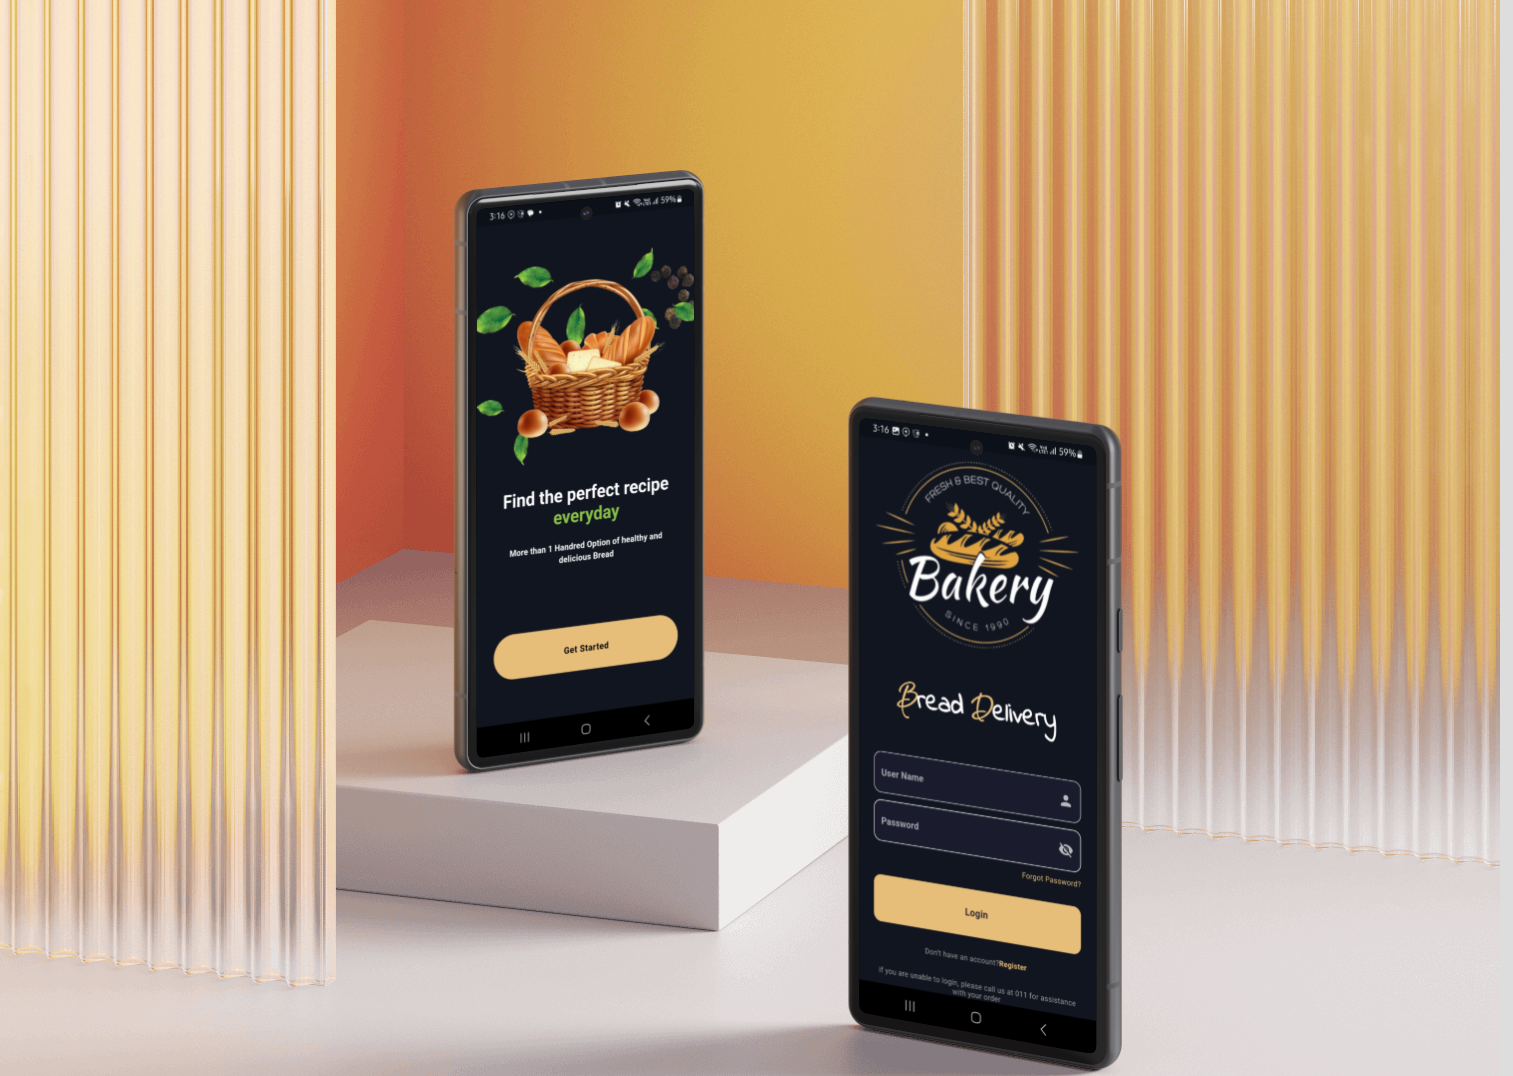 3:16
59%
Find the perfect recipe
everyday
More than 1 Handred Option of healthy and
delicious Bread
Get Started
3:16
59%
FRESH & BEST QUALITY
Bakery
SINCE 1990
Bread Delivery
User Name
Password
Forgot Password?
Login
Don't have an account?Register
If you are unable to login, please call us at 011 for assistance
with your order